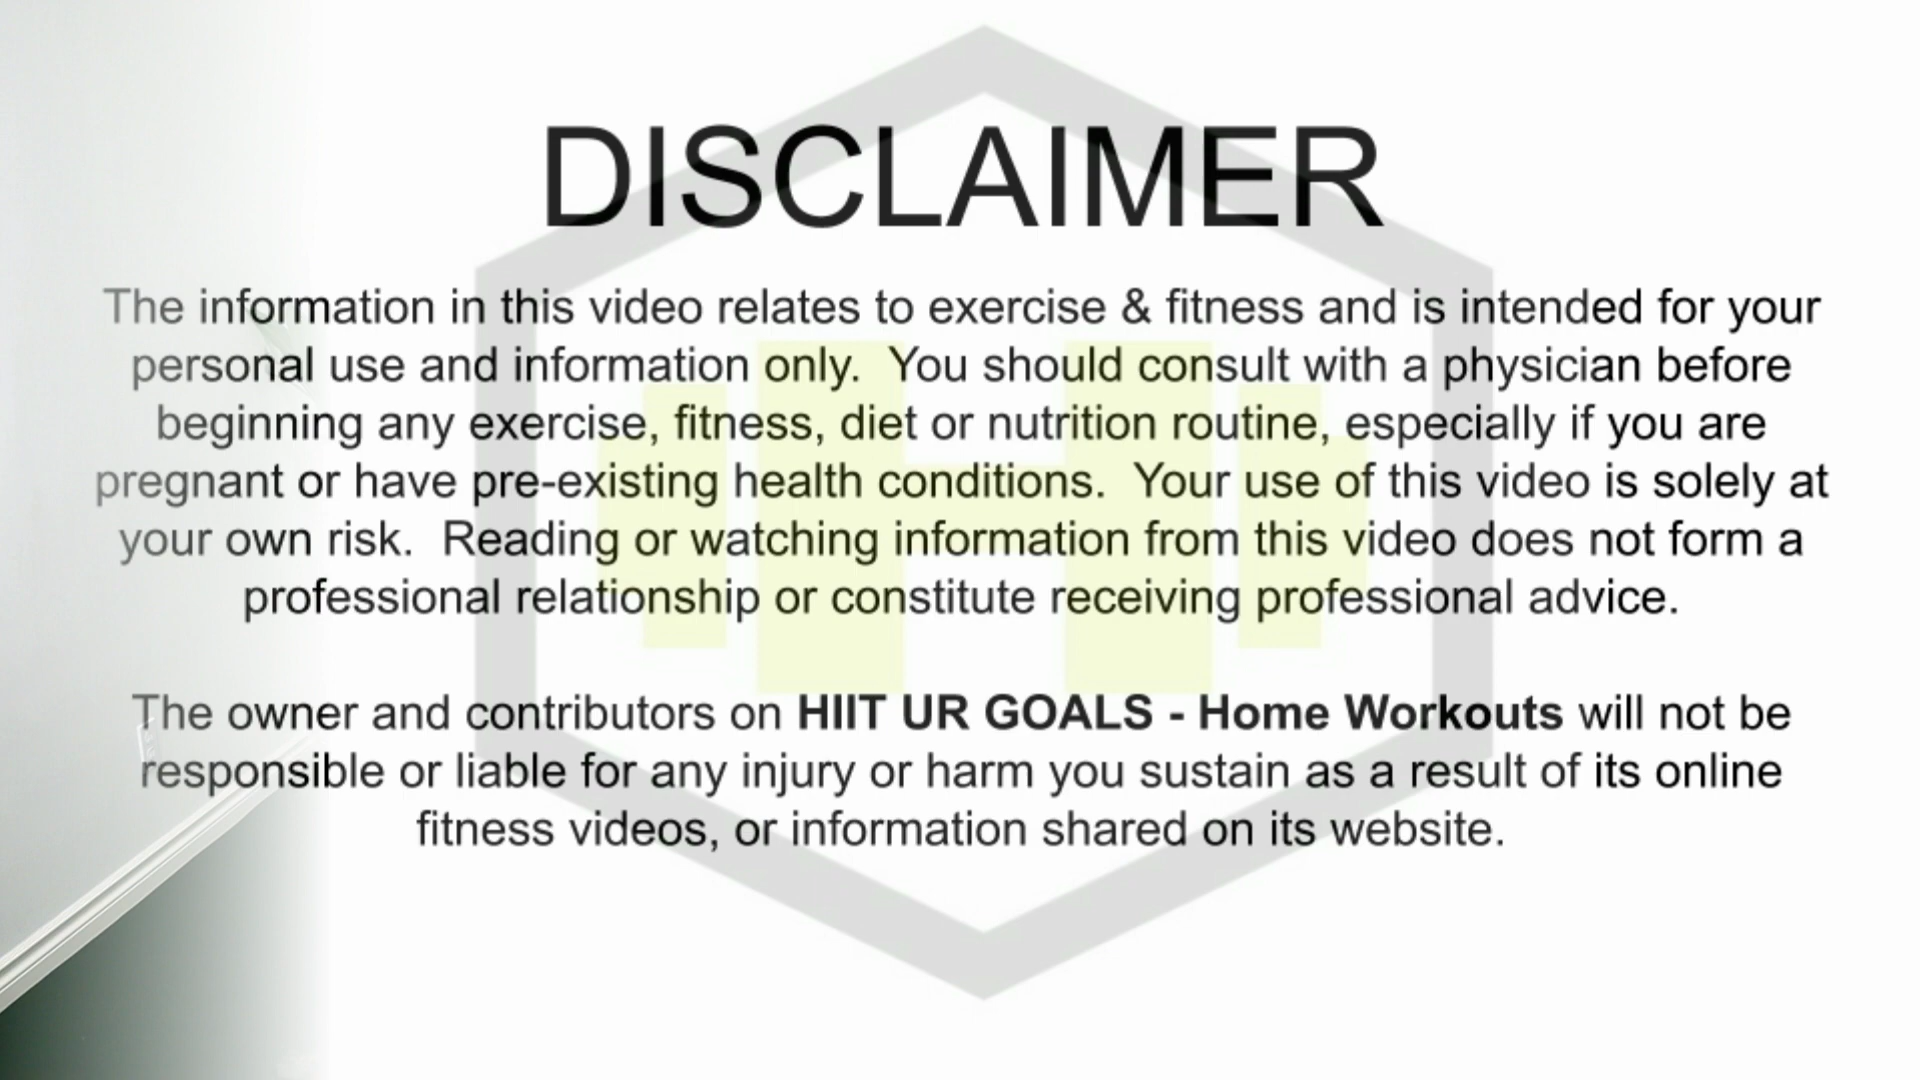 DISCLAIMER
The information in this video relates to exercise & fitness and is intended for your
personal use and information only.  You should consult with a physician before
beginning any exercise, fitness, diet or nutrition routine, especially if you are
pregnant or have pre-existing health conditions.  Your use of this video is solely at
your own risk.  Reading or watching information from this video does not form a
professional relationship or constitute receiving professional advice.
The owner and contributors on HIIT UR GOALS - Home Workouts will not be
responsible or liable for any injury or harm you sustain as a result of its online
fitness videos, or information shared on its website.